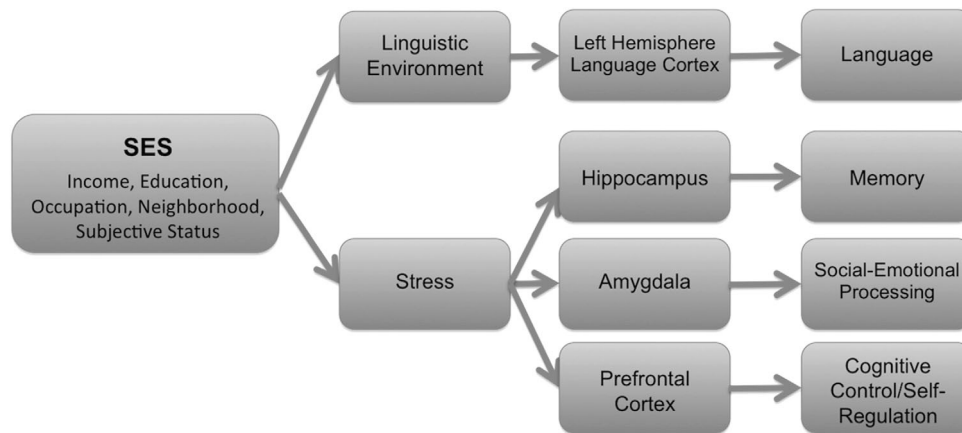 SES
Income, Education,
Occupation, Neighborhood,
Subjective Status
Linguistic
Environment
Stress
Left Hemisphere
Language Cortex
Hippocampus
Amygdala
Prefrontal
Cortex
Language
Memory
Social-Emotional
Processing
Cognitive
Control/Self-
Regulation